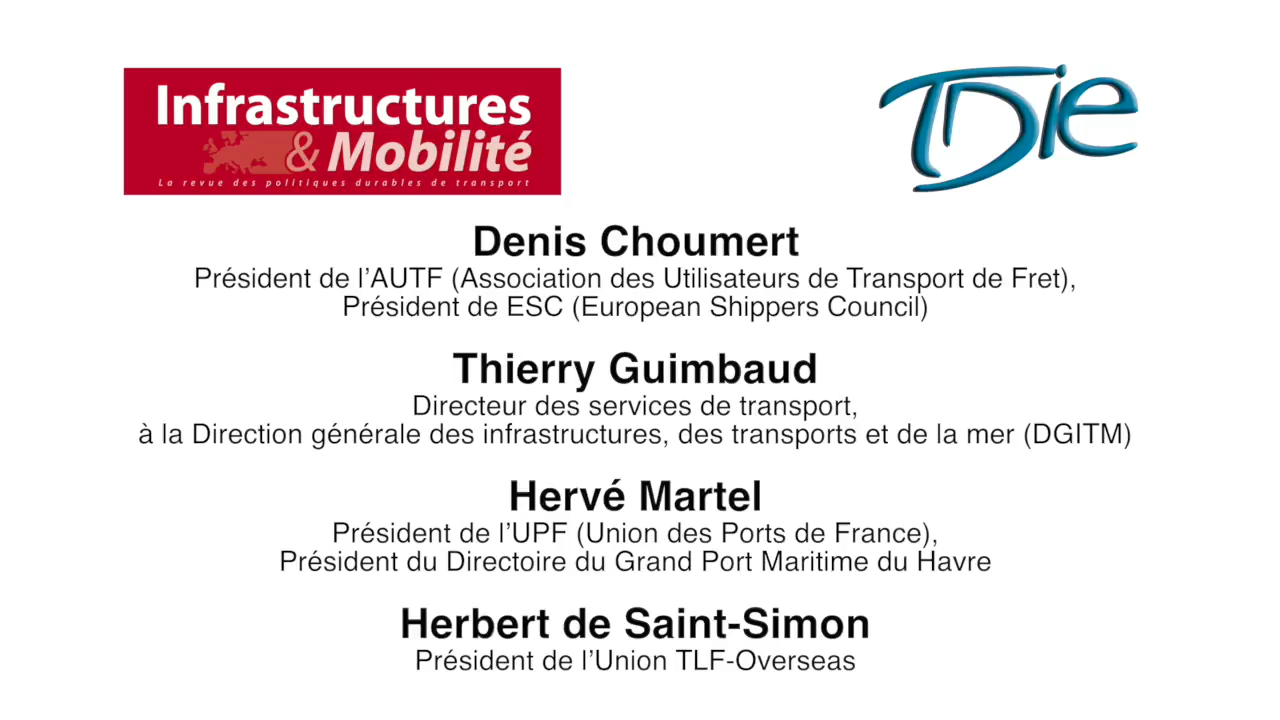 Infrastructures
& Mobilité
La revue des politiques durables de transport
TDie
Denis Choumert
Président de l’AUTF (Association des Utilisateurs de Transport de Fret),
Président de ESC (European Shippers Council)
Thierry Guimbaud
Directeur des services de transport,
à la Direction générale des infrastructures, des transports et de la mer (DGITM)
Hervé Martel
Président de l’UPF (Union des Ports de France),
Président du Directoire du Grand Port Maritime du Havre
Herbert de Saint-Simon
Président de l’Union TLF-Overseas